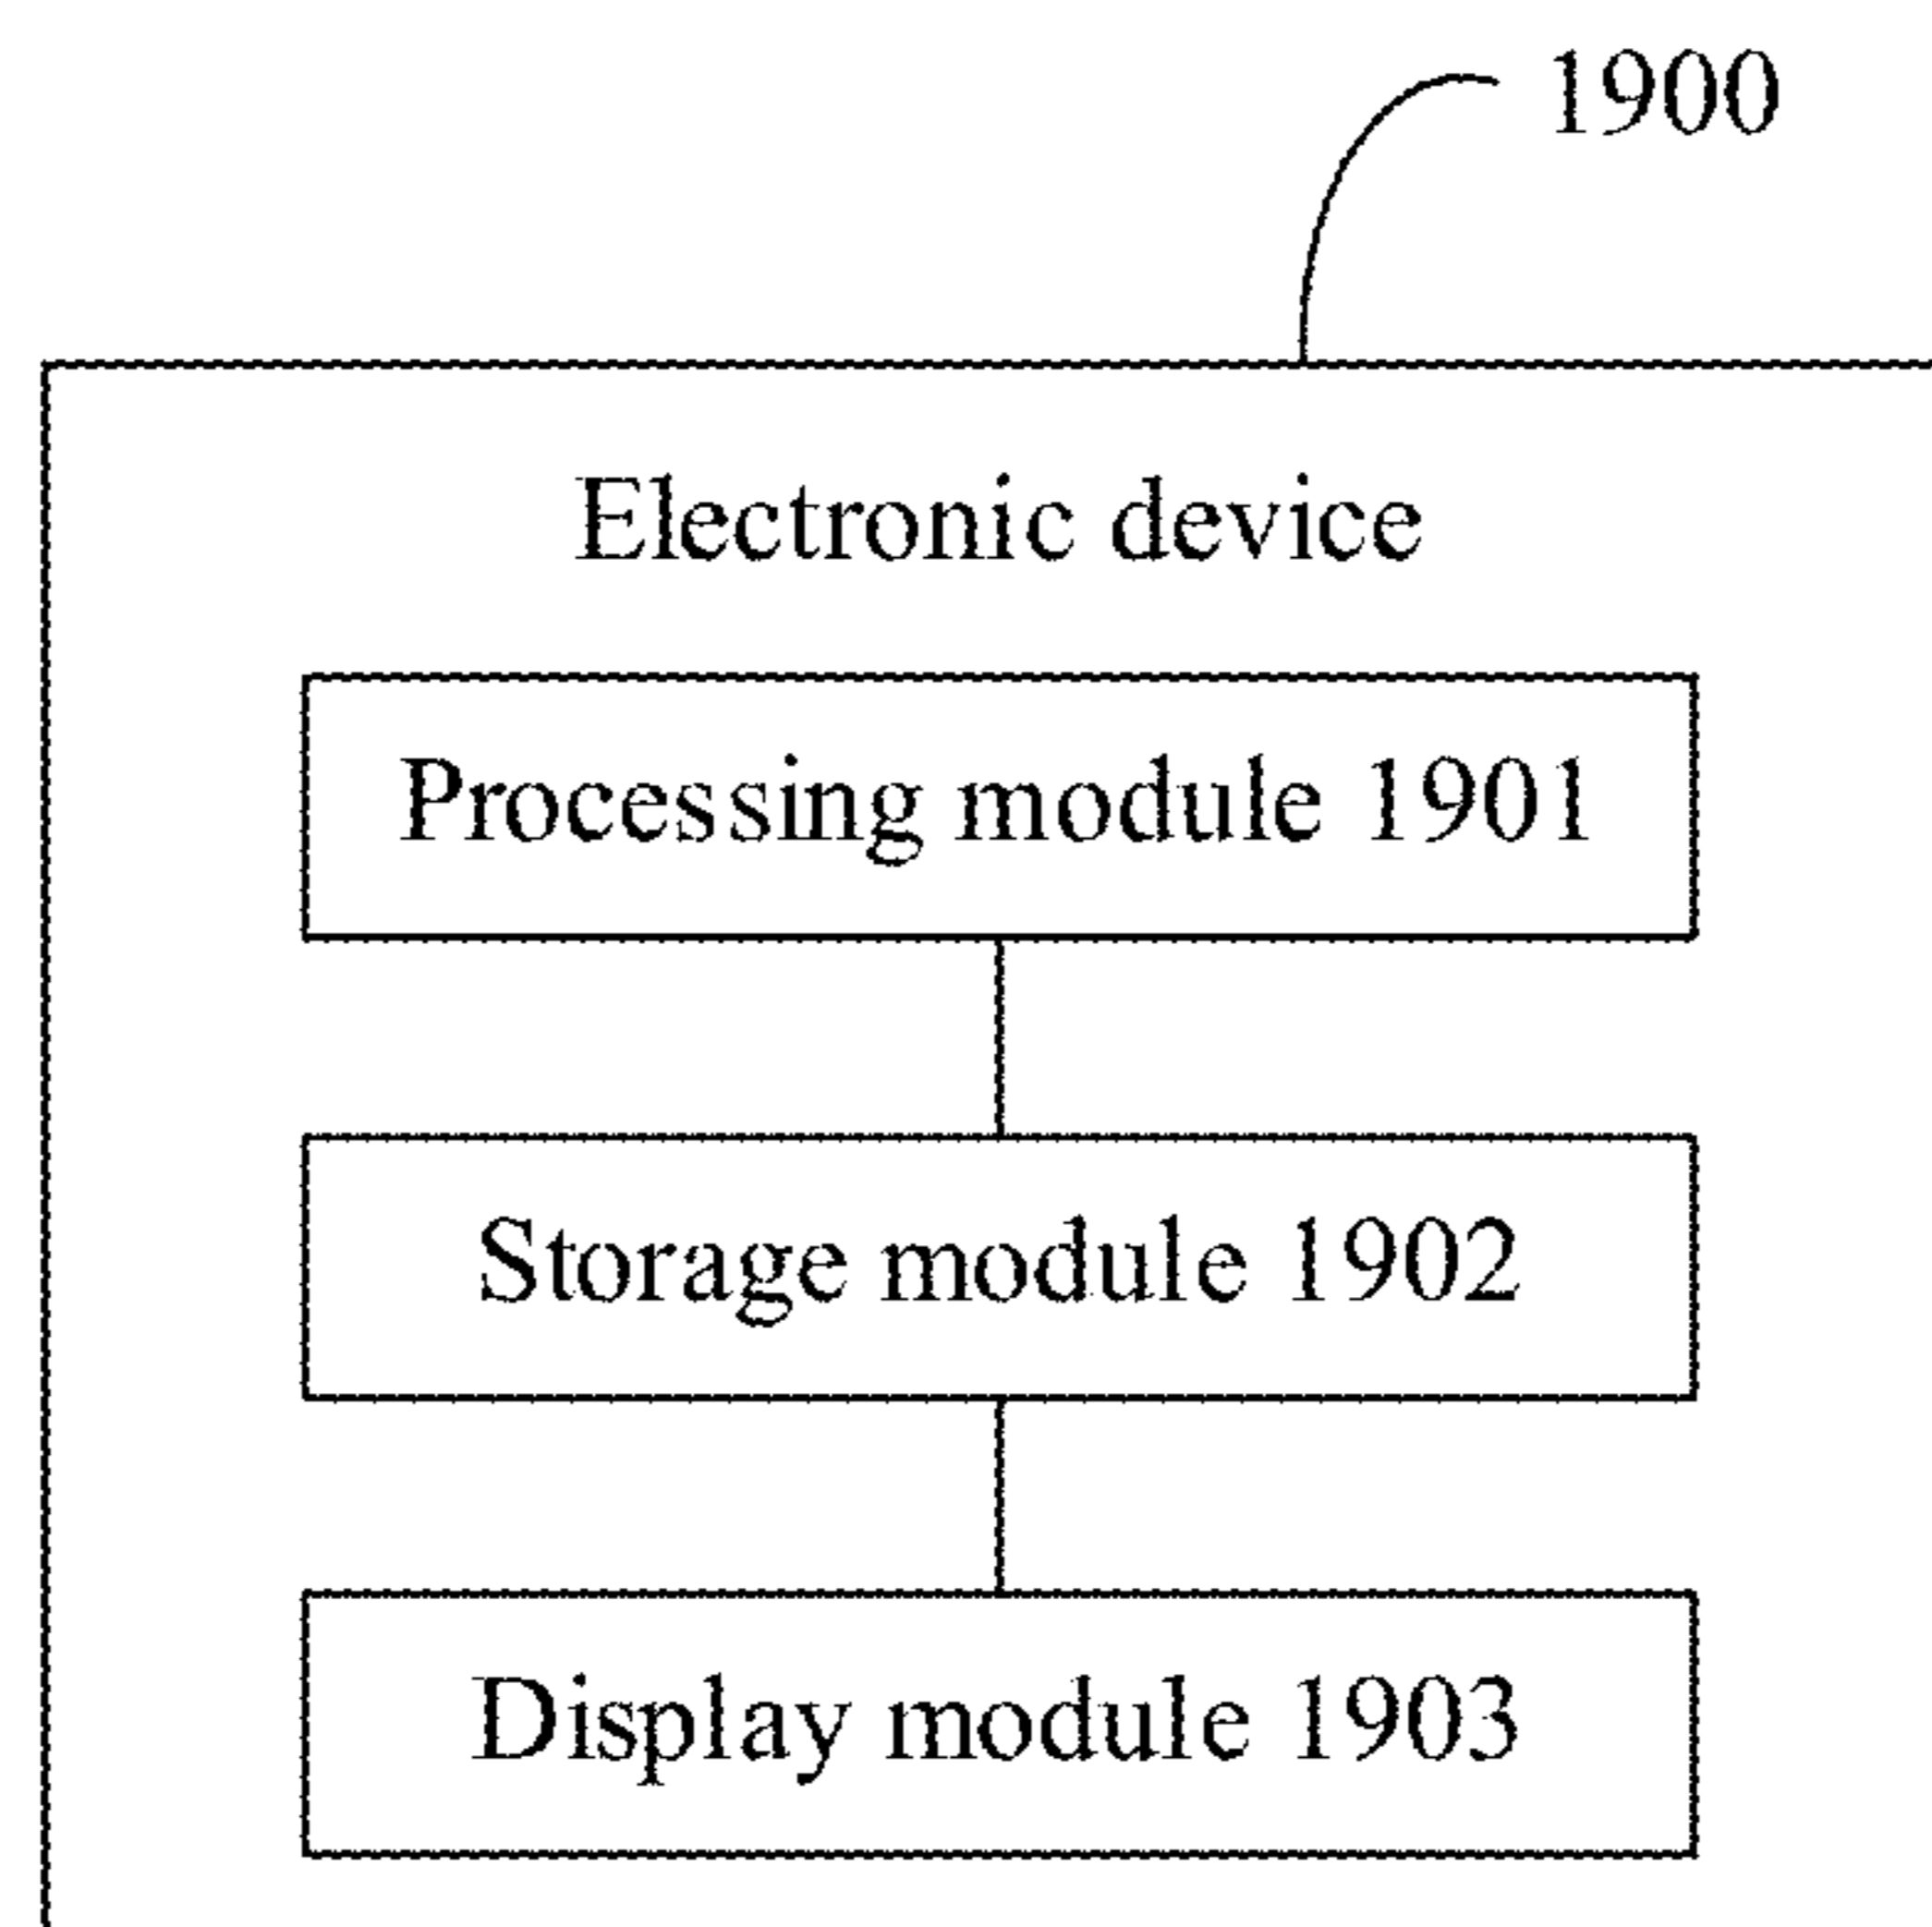 1900
Electronic device
Processing module 1901
Storage module 1902
Display module 1903